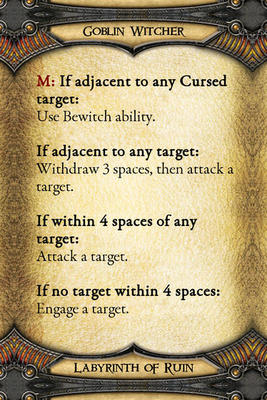 Goblin Witcher
M: If adjacent to any Cursed
target:
Use Bewitch ability.
If adjacent to any target:
Withdraw 3 spaces, then attack a
target.
If within 4 spaces of any
target:
Attack a target.
If no target within 4 spaces:
Engage a target.
Labyrinth of Ruin